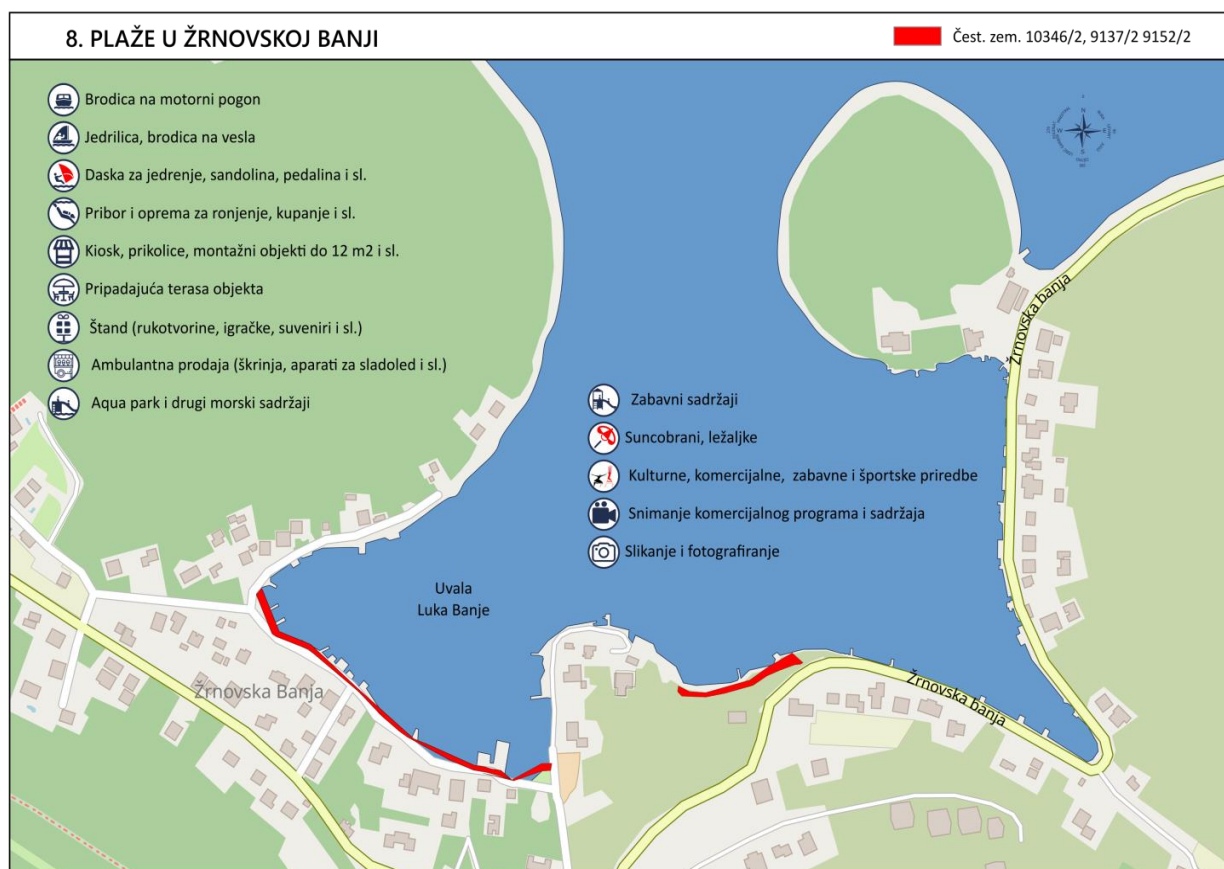 8. PLAŽE U ŽRNOVSKOJ BANJI
Čest. zem. 10346/2, 9137/2 9152/2
Brodica na motorni pogon
Jedrilica, brodica na vesla
Daska za jedrenje, sandolina, pedalina i sl.
Pribor i oprema za ronjenje, kupanje i sl.
Kiosk, prikolice, montažni objekti do 12 m2 i sl.
Pripadajuća terasa objekta
Štand (rukotvorine, igračke, suveniri i sl.)
Ambulantna prodaja (škrinja, aparati za sladoled i sl.)
Aqua park i drugi morski sadržaji
Zabavni sadržaji
Suncobrani, ležaljke
Kulturne, komercijalne, zabavne i športske priredbe
Snimanje komercijalnog programa i sadržaja
Slikanje i fotografiranje
N
W
E
S
Žrnovska banja
Uvala
Luka Banje
Žrnovska Banja
Žrnovska banja